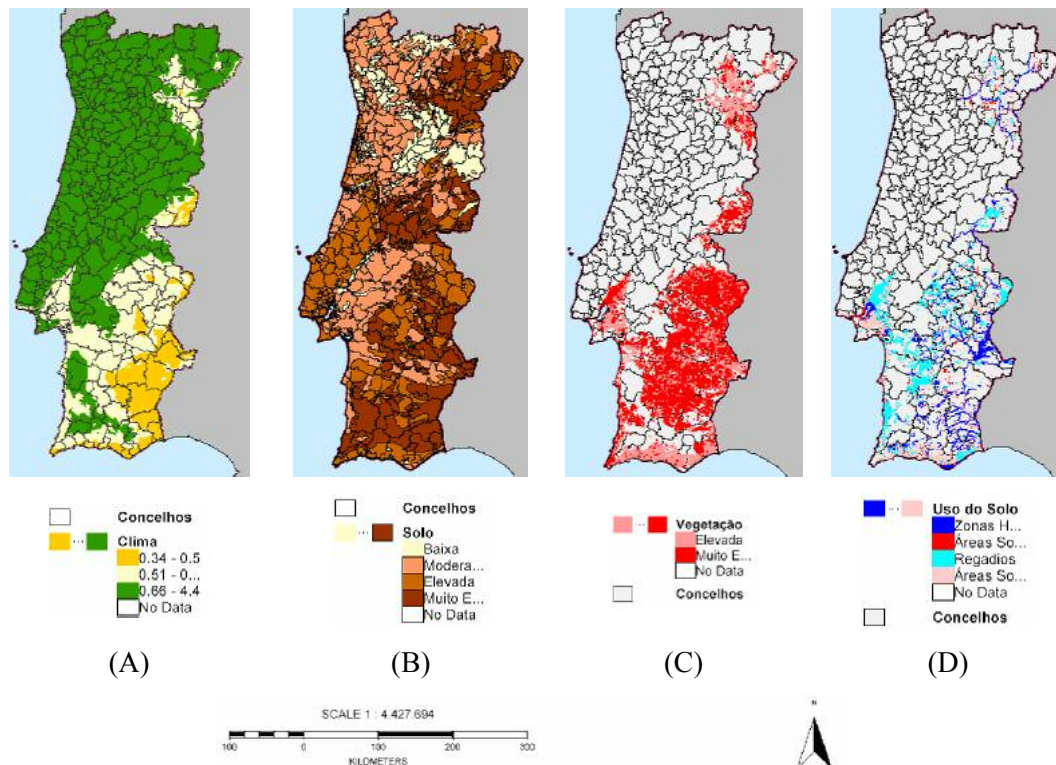 Concelhos
Clima
0.34 - 0.5
0.51 - 0...
0.66 - 4.4
No Data
Concelhos
Solo
Baixa
Modera...
Elevada
Muito E...
No Data
Vegetação
Elevada
Muito E...
No Data
Concelhos
Uso do Solo
Zonas H...
Áreas So...
Regadios
Áreas So...
No Data
Concelhos
(A)
(B)
(C)
(D)
SCALE 1 : 4.427.694
100 0 100 200 300
KILOMETERS
N